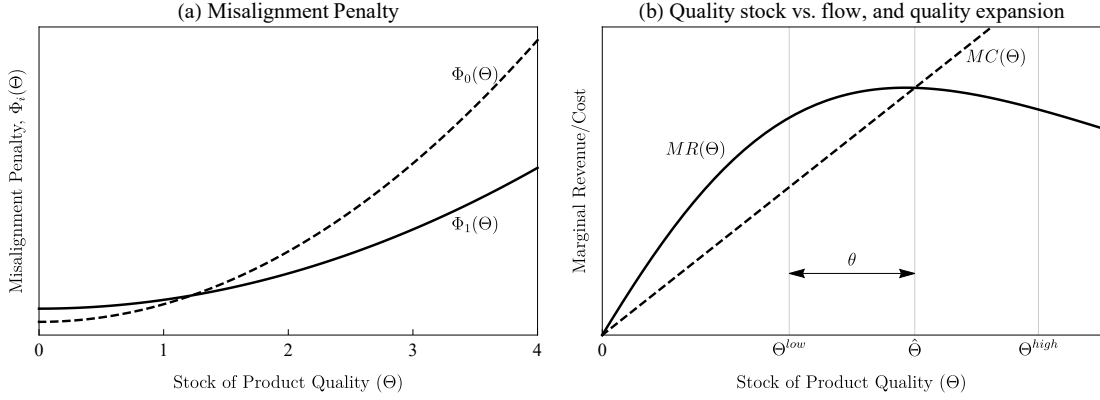 (a) Misalignment Penalty
Misalignment Penalty, Φᵢ(Θ)
Φ₀(Θ)
Φ₁(Θ)
0 1 2 3 4
Stock of Product Quality (Θ)
(b) Quality stock vs. flow, and quality expansion
Marginal Revenue/Cost
MC(Θ)
MR(Θ)
θ
0 Θˡᵒʷ Θ̂ Θʰⁱᵍʰ
Stock of Product Quality (Θ)